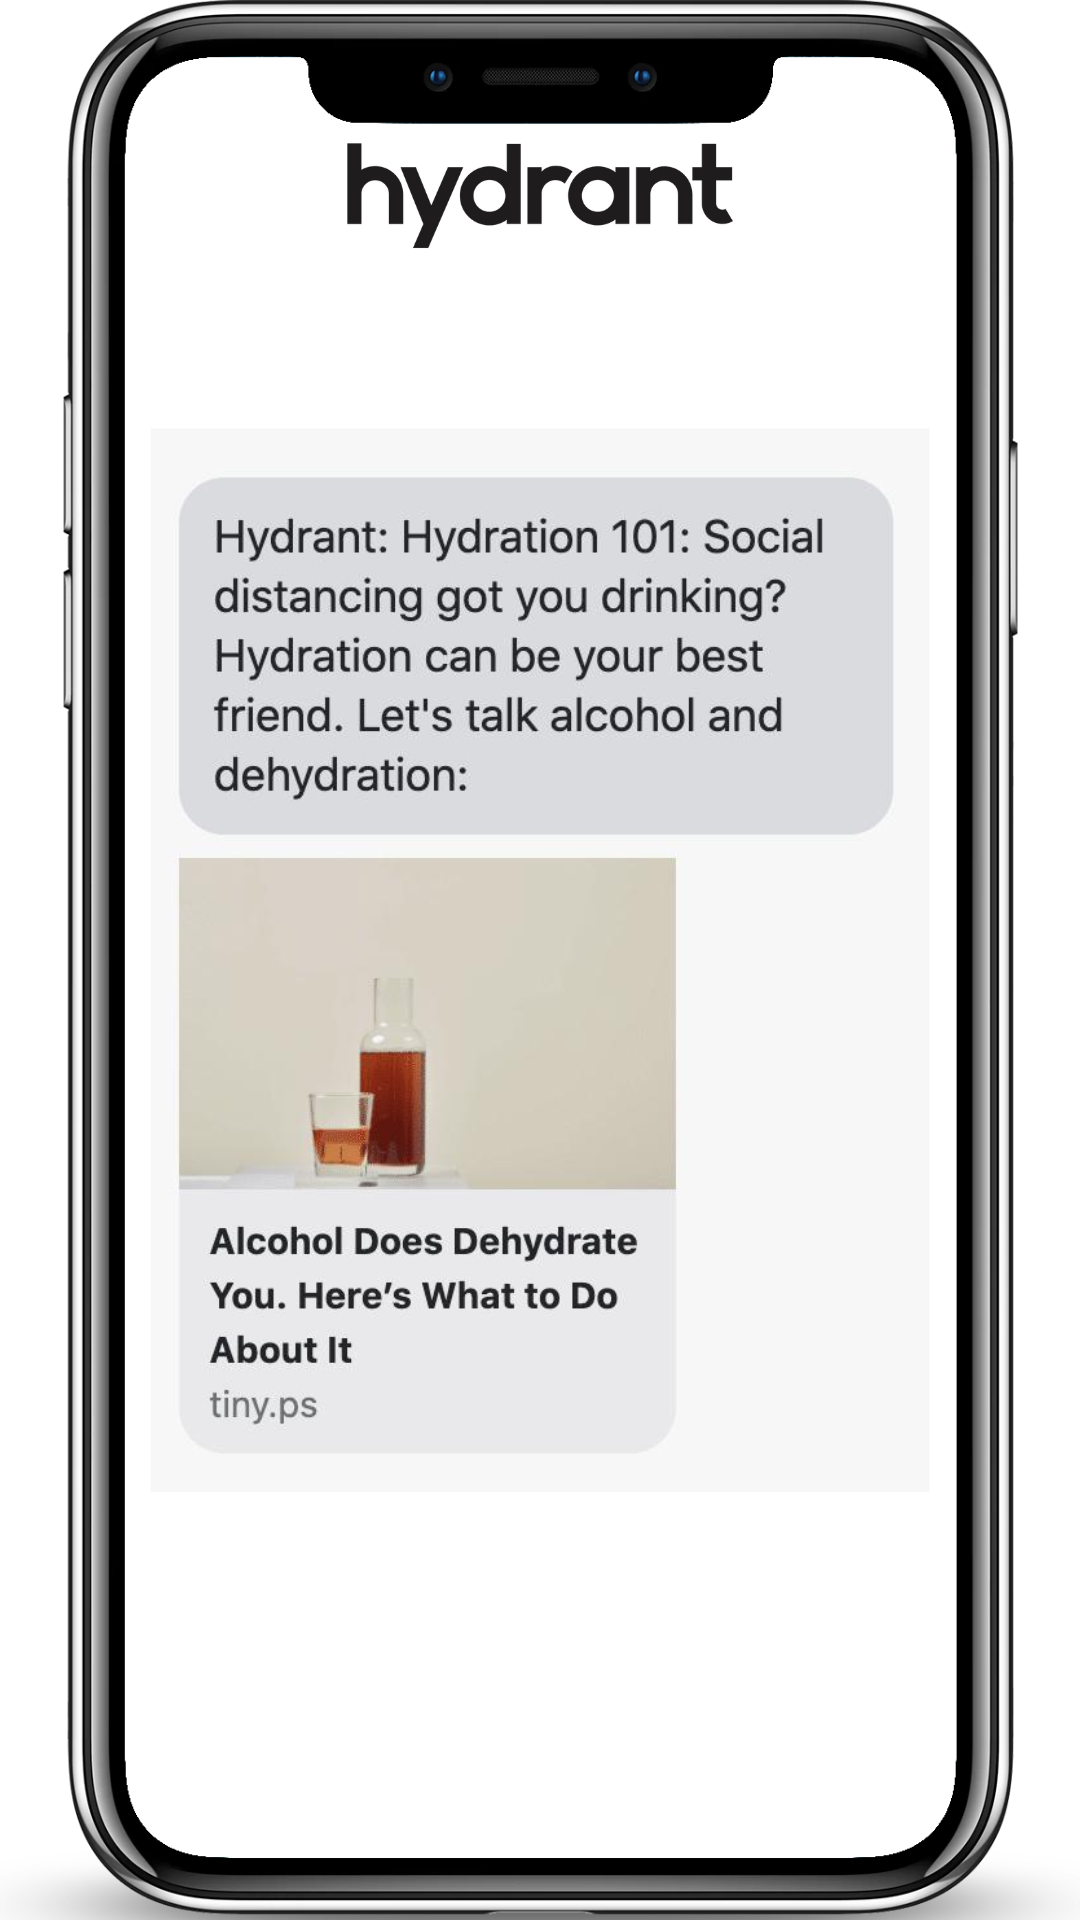 hydrant
Hydrant: Hydration 101: Social
distancing got you drinking?
Hydration can be your best
friend. Let's talk alcohol and
dehydration:
Alcohol Does Dehydrate
You. Here’s What to Do
About It
tiny.ps